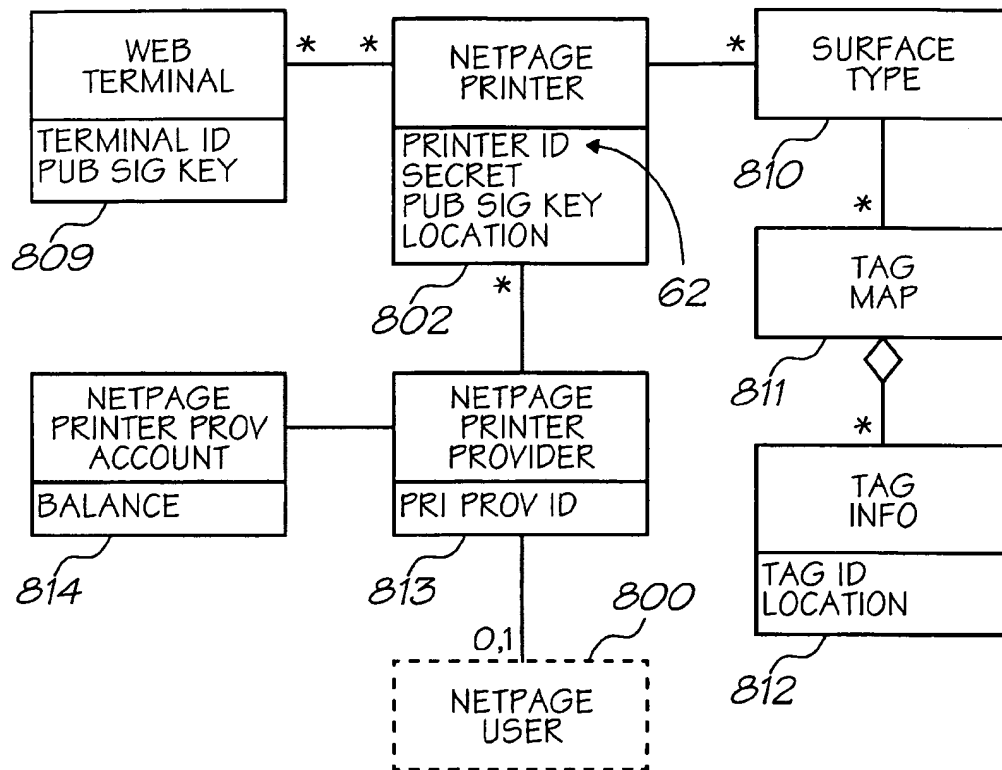 WEB
TERMINAL
TERMINAL ID
PUB SIG KEY
809
* *
NETPAGE
PRINTER
PRINTER ID
SECRET
PUB SIG KEY
LOCATION
62
802
*
*
SURFACE
TYPE
810
*
TAG
MAP
811
*
TAG
INFO
TAG ID
LOCATION
812
NETPAGE
PRINTER PROV
ACCOUNT
BALANCE
814
NETPAGE
PRINTER
PROVIDER
PRI PROV ID
813
0,1
800
NETPAGE
USER